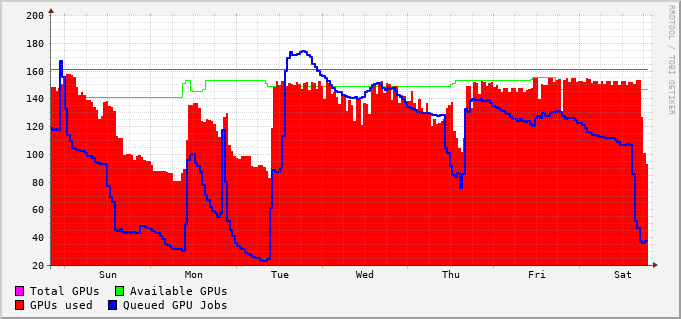 200
180
160
140
120
100
80
60
40
20
Sun Mon Tue Wed Thu Fri Sat
RRDTOOL / TOBI OETIKER
Total GPUs Available GPUs
GPUs used Queued GPU Jobs